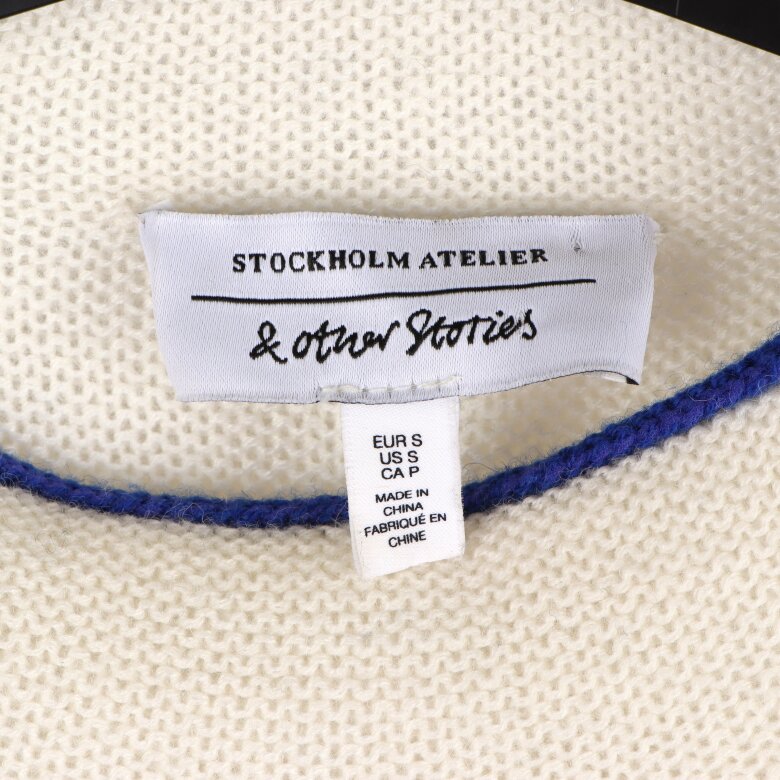 STOCKHOLM ATELIER
& other Stories
EUR S
US S
CA P
MADE IN
CHINA
FABRIQUÉ EN
CHINE